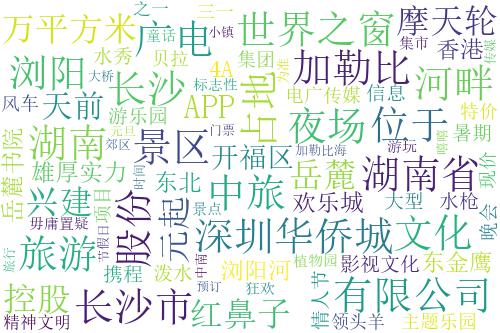 之一
三一
小镇
万平方米
广电
童话
世界之窗
摩天轮
水秀
贝拉
集市
香港
传媒
浏阳
大桥
标志性
4A
集团
为准
加勒比
河畔
长沙
APP
占地
电广传媒
信息
风车
天前
游乐园
特价
岳麓书院
湖南
元旦
门票
夜场
位于
暑期
郊区
景区
加勒比海
游玩
雄厚实力
开福区
岳麓
湖南省
现价
兴建
项目
时间
东北
中旅
欢乐城
大型
水枪
毋庸置疑
节假日
股份
元起
景点
深圳华侨城
文化
晚会
旅游
旅行
泼水
中南
植物园
影视文化
东金鹰
携程
浏阳河
控股
长沙市
预订
狂欢
情人节
有限公司
精神文明
红鼻子
领头羊
主题乐园